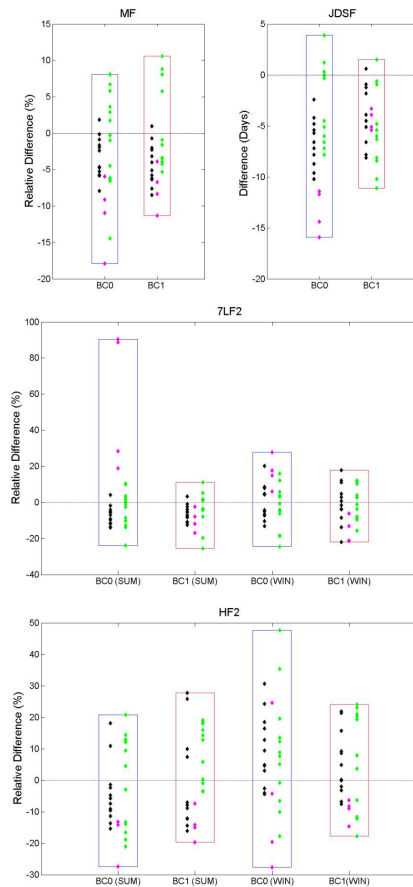 MF
JDSF
Relative Difference (%)
10
5
0
-5
-10
-15
-20
BC0 BC1
Difference (Days)
5
0
-5
-10
-15
-20
BC0 BC1
7LF2
Relative Difference (%)
100
80
60
40
20
0
-20
-40
BC0 (SUM) BC1 (SUM) BC0 (WIN) BC1 (WIN)
HF2
Relative Difference (%)
50
40
30
20
10
0
-10
-20
-30
BC0 (SUM) BC1 (SUM) BC0 (WIN) BC1(WIN)